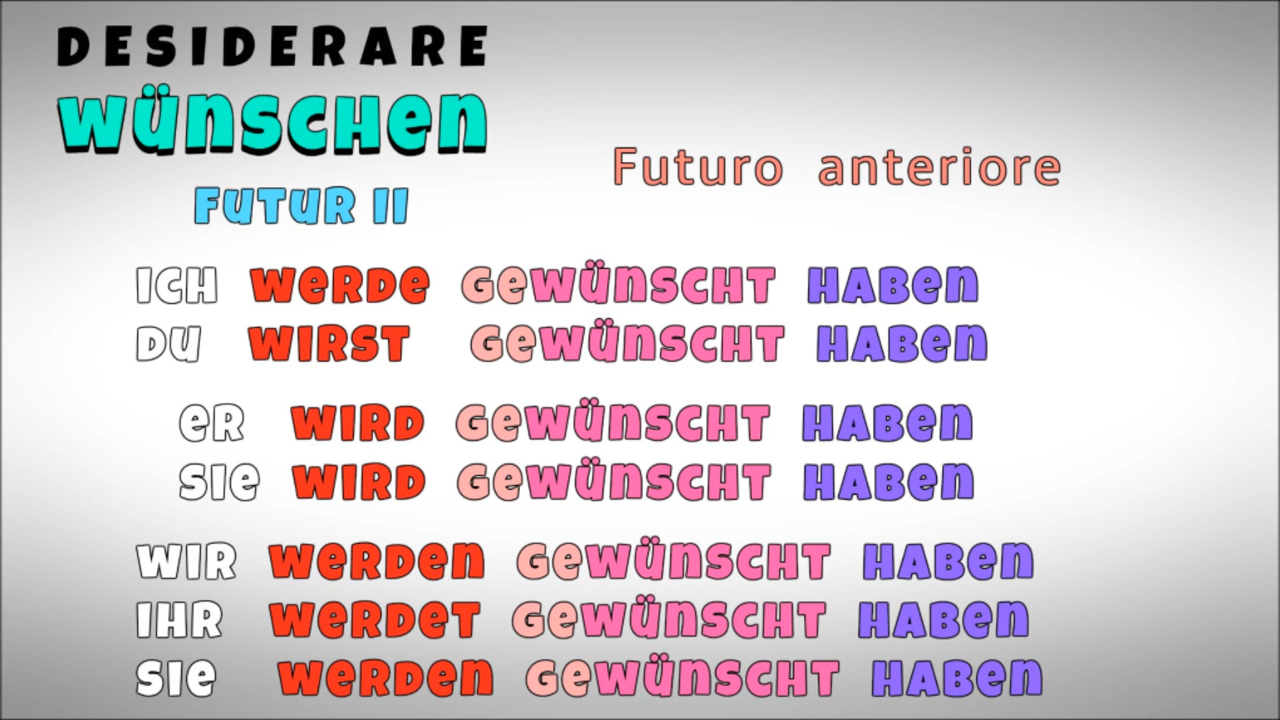 DESIDERARE
wünschen
Futur II
Futuro anteriore
ich werde gewünscht haben
du wirst gewünscht haben
er wird gewünscht haben
sie wird gewünscht haben
wir werden gewünscht haben
ihr werdet gewünscht haben
sie werden gewünscht haben